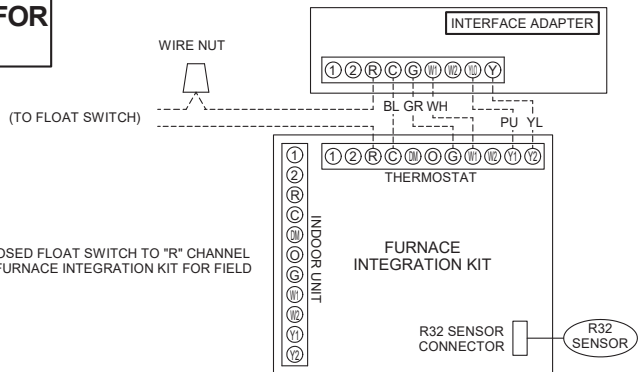 FOR
INTERFACE ADAPTER
WIRE NUT
1 2 R C G W1 W2 YLO Y
(TO FLOAT SWITCH)
BL GR WH PU YL
1 2 R C DM O G W1 W2 Y1 Y2
THERMOSTAT
1
2
R
C
DM
O
G
W1
W2
Y1
Y2
INDOOR UNIT
OSED FLOAT SWITCH TO "R" CHANNEL
FURNACE INTEGRATION KIT FOR FIELD
FURNACE
INTEGRATION KIT
R32 SENSOR
CONNECTOR
R32
SENSOR